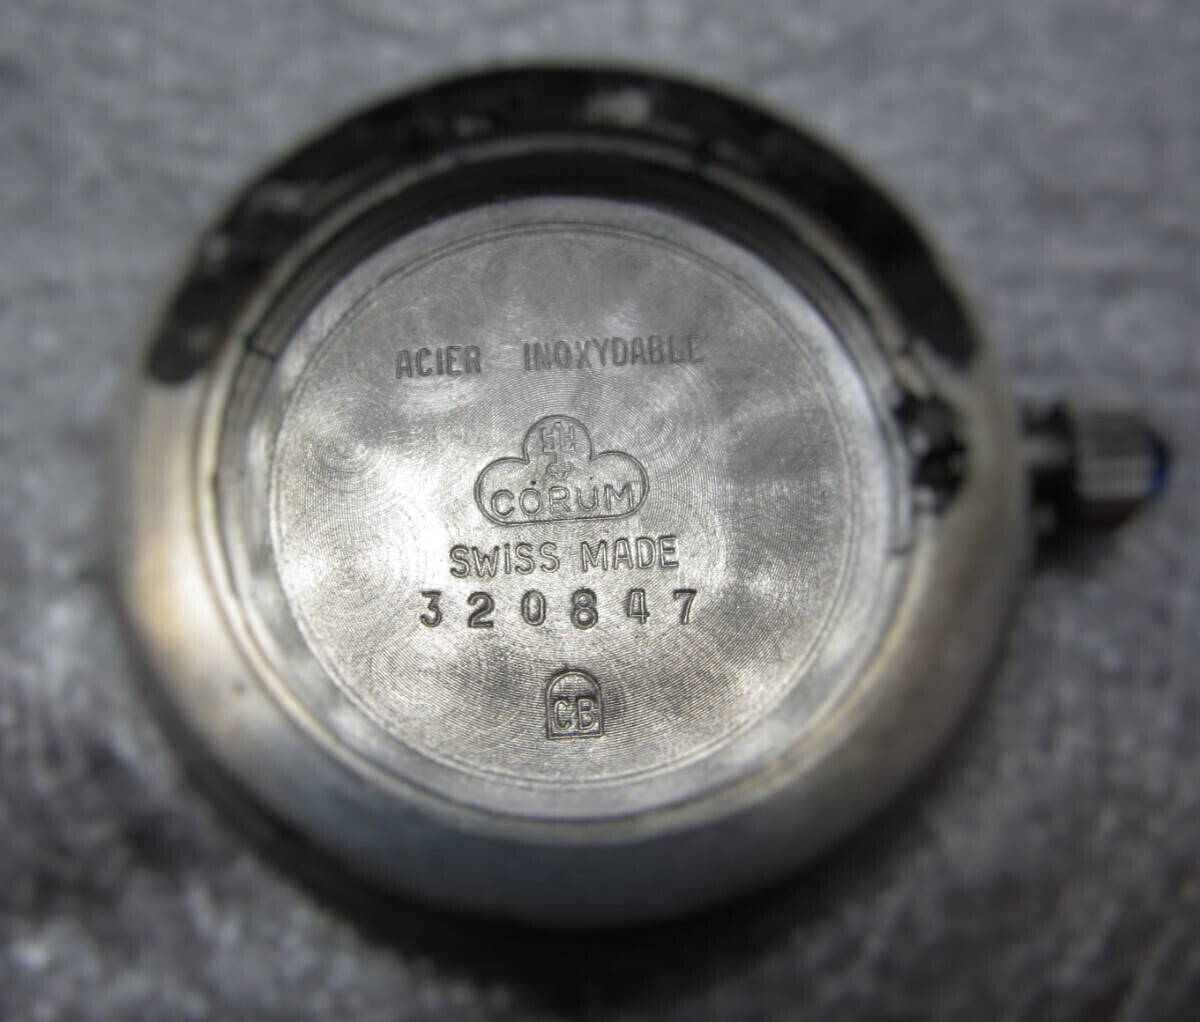 ACIER INOXYDABLE
CORUM
SWISS MADE
320847
CB